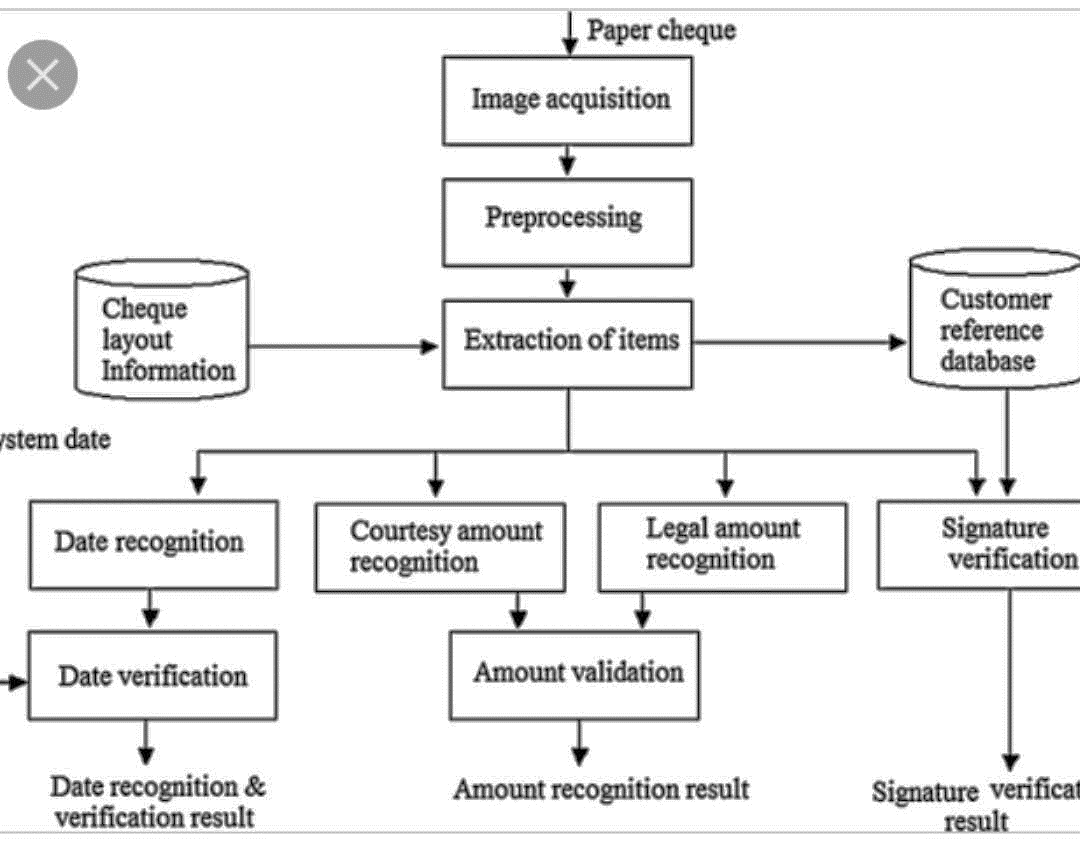 Paper cheque
Image acquisition
Preprocessing
Cheque
layout
Information
Extraction of items
Customer
reference
database
date
Date recognition
Courtesy amount
recognition
Legal amount
recognition
Signature
verification
Date verification
Amount validation
Date recognition &
verification result
Amount recognition result
Signature
result